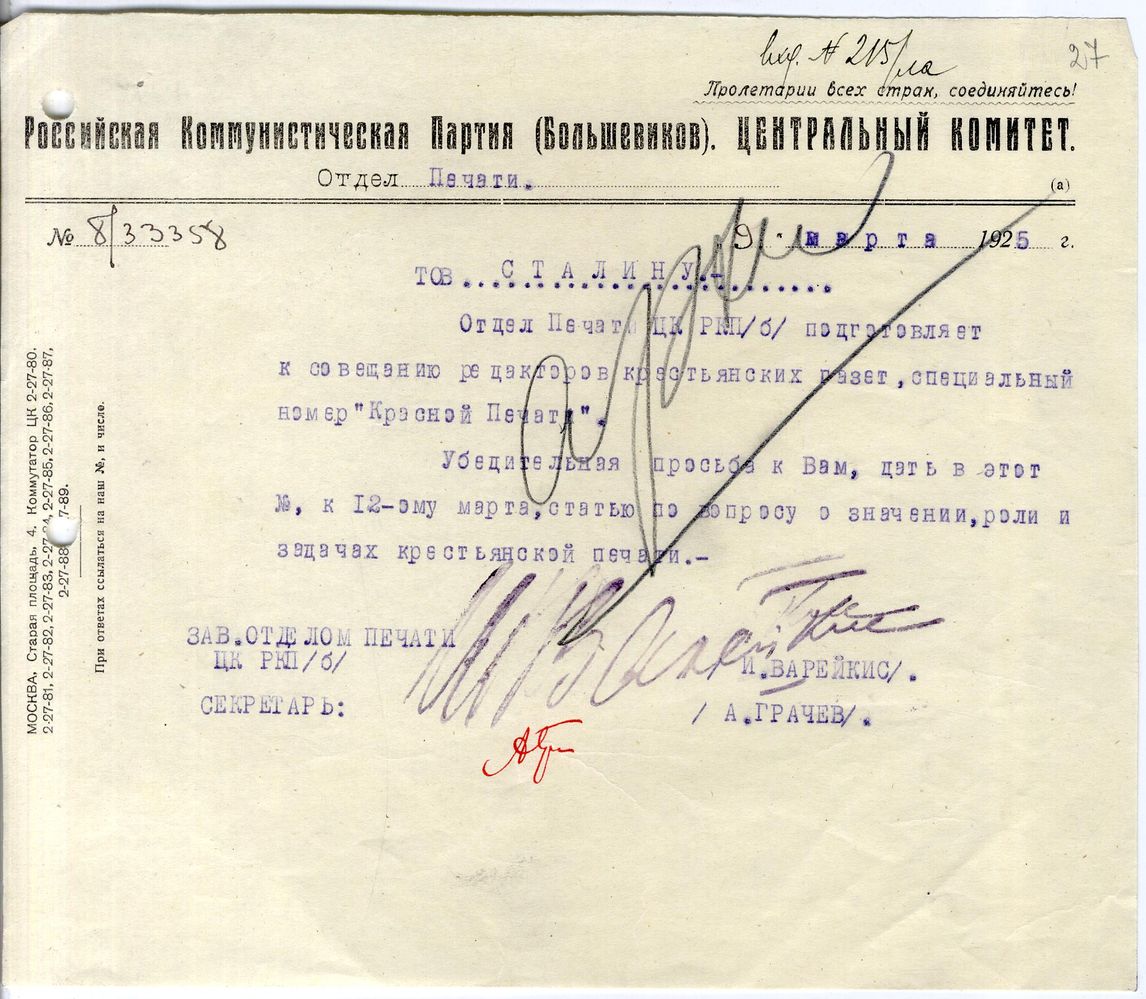 вхд. № 215/ла
27
Пролетарии всех стран, соединяйтесь!
Российская Коммунистическая Партия (Большевиков). ЦЕНТРАЛЬНЫЙ КОМИТЕТ.
Отдел Печати.
(а)
№ 8/33358
9. марта 1925 г.
ТОВ. СТАЛИНУ.-
Отдел Печати ЦК РКП/б/ подготовляет
к совещанию редакторов крестьянских газет, специальный
номер "Красной Печати".
Убедительная просьба к Вам, дать в этот
№, к 12-ому марта, статью по вопросу о значении, роли и
задачах крестьянской печати.-
ЗАВ.ОТДЕЛОМ ПЕЧАТИ
ЦК РКП/б/
/И.ВАРЕЙКИС/.
СЕКРЕТАРЬ:
/ А.ГРАЧЕВ/.
МОСКВА, Старая площадь, 4. Коммутатор ЦК 2-27-80.
2-27-81, 2-27-82, 2-27-83, 2-27-84, 2-27-85, 2-27-86, 2-27-87,
2-27-88 7-89.
При ответах ссылаться на наш №, и число.